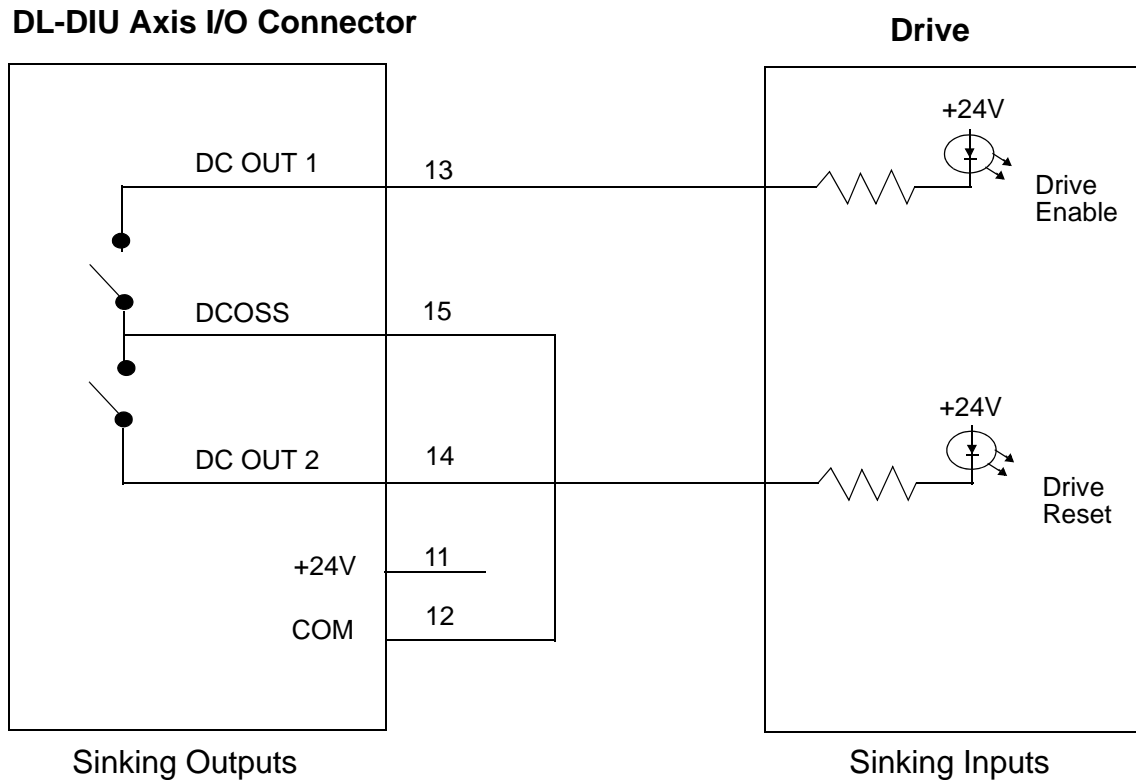 DL-DIU Axis I/O Connector
Drive
+24V
DC OUT 1
13
Drive
Enable
DCOSS
15
+24V
DC OUT 2
14
Drive
Reset
+24V
11
COM
12
Sinking Outputs
Sinking Inputs